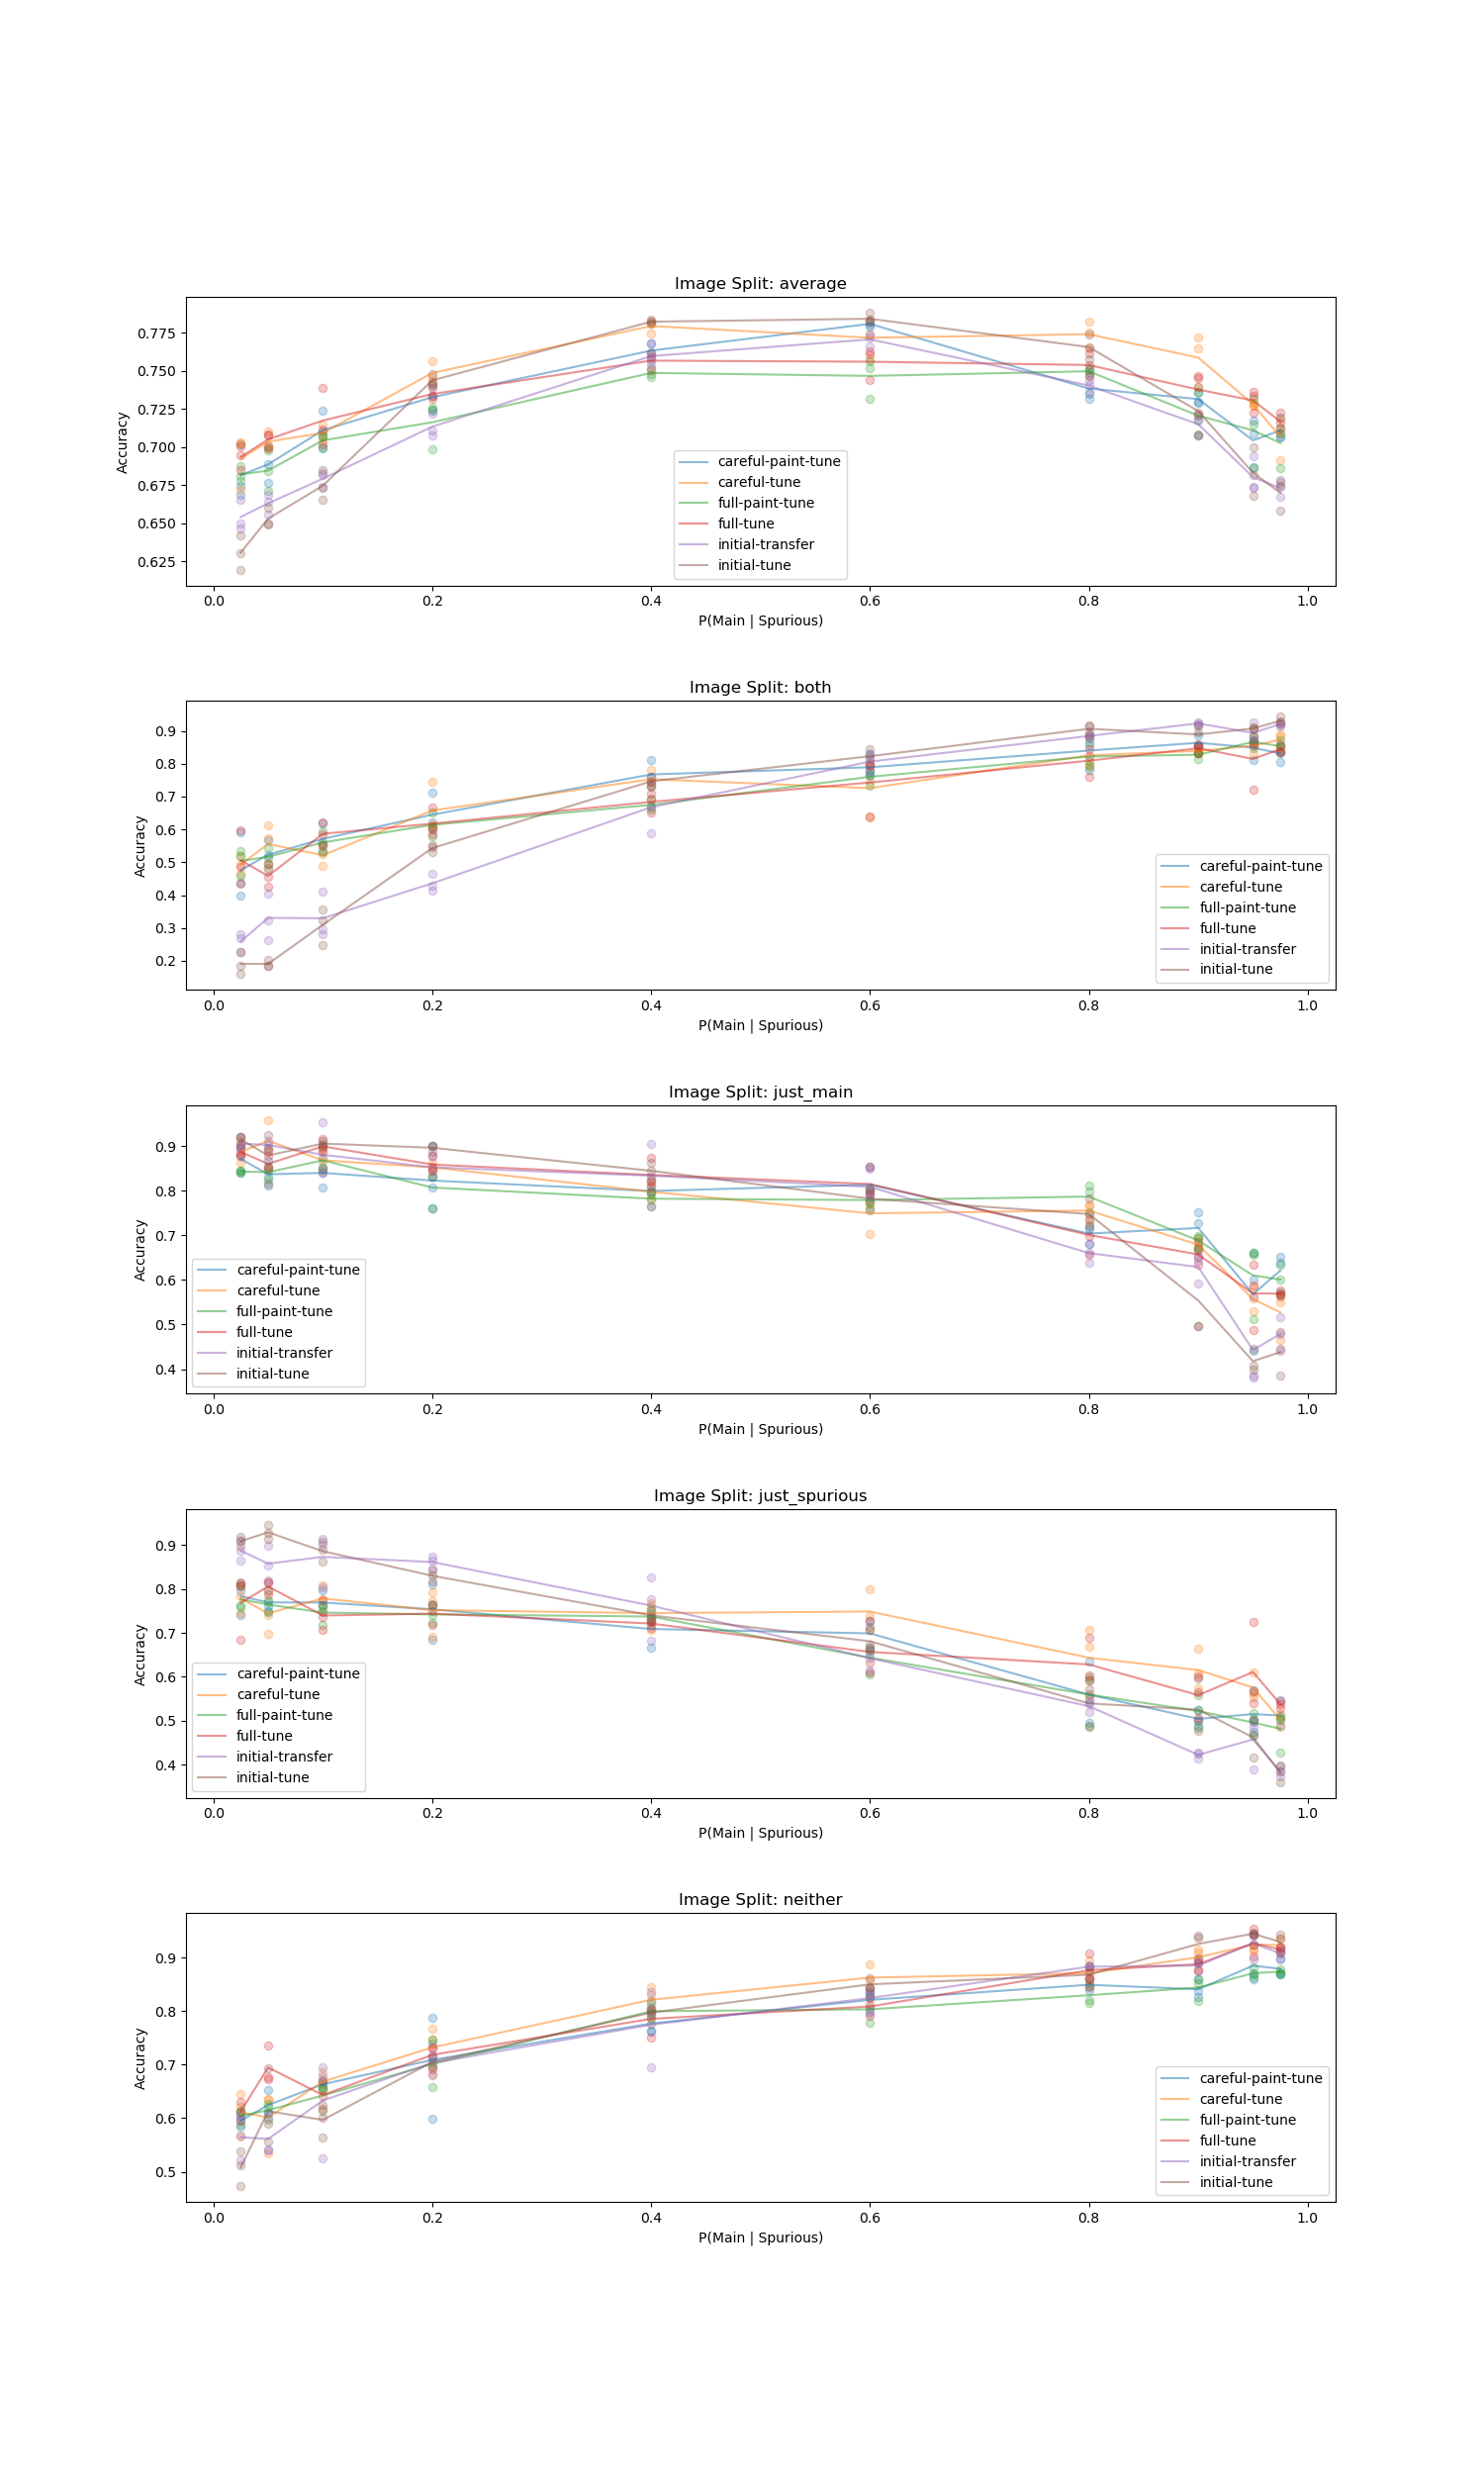 Image Split: average
0.775
0.750
0.725
0.700
0.675
0.650
0.625
Accuracy
careful-paint-tune
careful-tune
full-paint-tune
full-tune
initial-transfer
initial-tune
0.0 0.2 0.4 0.6 0.8 1.0
P(Main | Spurious)
Image Split: both
0.9
0.8
0.7
0.6
0.5
0.4
0.3
0.2
Accuracy
careful-paint-tune
careful-tune
full-paint-tune
full-tune
initial-transfer
initial-tune
0.0 0.2 0.4 0.6 0.8 1.0
P(Main | Spurious)
Image Split: just_main
0.9
0.8
0.7
0.6
0.5
0.4
Accuracy
careful-paint-tune
careful-tune
full-paint-tune
full-tune
initial-transfer
initial-tune
0.0 0.2 0.4 0.6 0.8 1.0
P(Main | Spurious)
Image Split: just_spurious
0.9
0.8
0.7
0.6
0.5
0.4
Accuracy
careful-paint-tune
careful-tune
full-paint-tune
full-tune
initial-transfer
initial-tune
0.0 0.2 0.4 0.6 0.8 1.0
P(Main | Spurious)
Image Split: neither
0.9
0.8
0.7
0.6
0.5
Accuracy
careful-paint-tune
careful-tune
full-paint-tune
full-tune
initial-transfer
initial-tune
0.0 0.2 0.4 0.6 0.8 1.0
P(Main | Spurious)